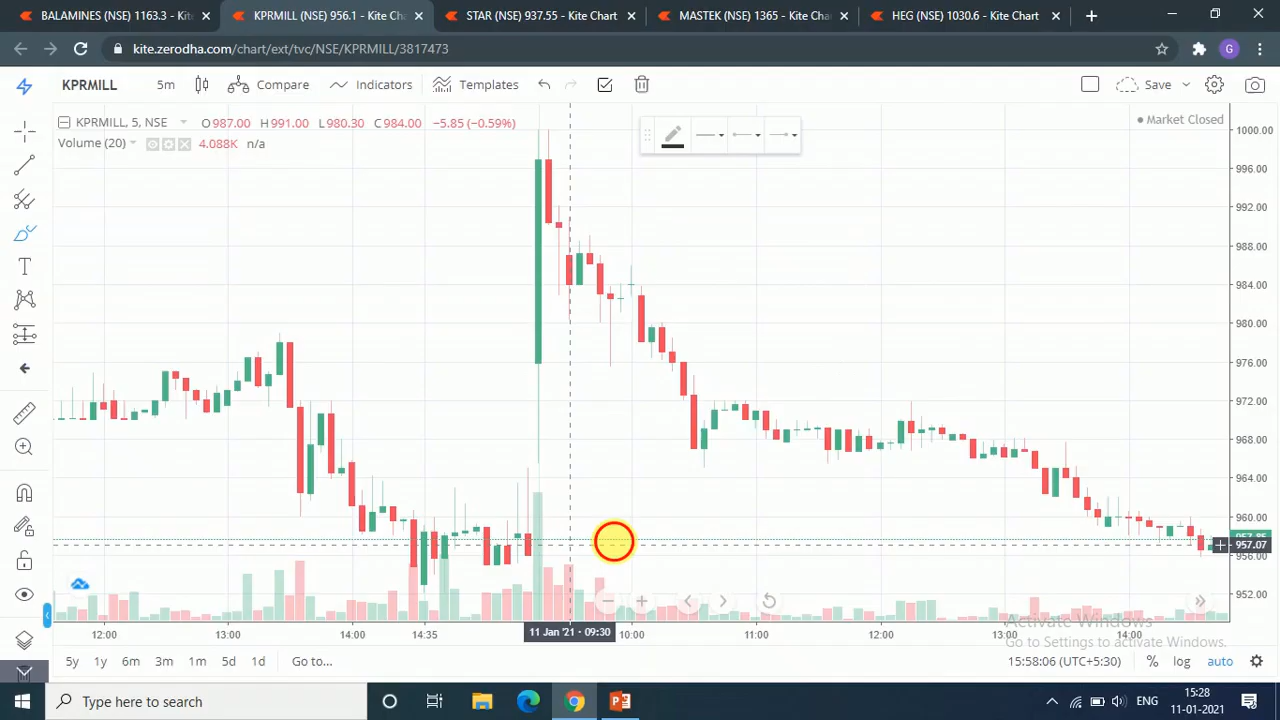 BALAMINES (NSE) 1163.3 - Kit
KPRMILL (NSE) 956.1 - Kite Cha
STAR (NSE) 937.55 - Kite Chart
MASTEK (NSE) 1365 - Kite Chart
HEG (NSE) 1030.6 - Kite Chart
kite.zerodha.com/chart/ext/tvc/NSE/KPRMILL/3817473
G
KPRMILL 5m Compare Indicators Templates Save
KPRMILL, 5, NSE O987.00 H991.00 L980.30 C984.00 −5.85 (−0.59%)
Market Closed
Volume (20) 4.088K n/a
1000.00
996.00
992.00
988.00
984.00
980.00
976.00
972.00
968.00
964.00
960.00
957.07
956.00
952.00
12:00 13:00 14:00 14:35 11 Jan '21 - 09:30 10:00 11:00 12:00 13:00 14:00
Activate Windows
Go to Settings to activate Windows.
5y 1y 6m 3m 1m 5d 1d Go to... 15:58:06 (UTC+5:30) % log auto
Type here to search
ENG
15:28
11-01-2021